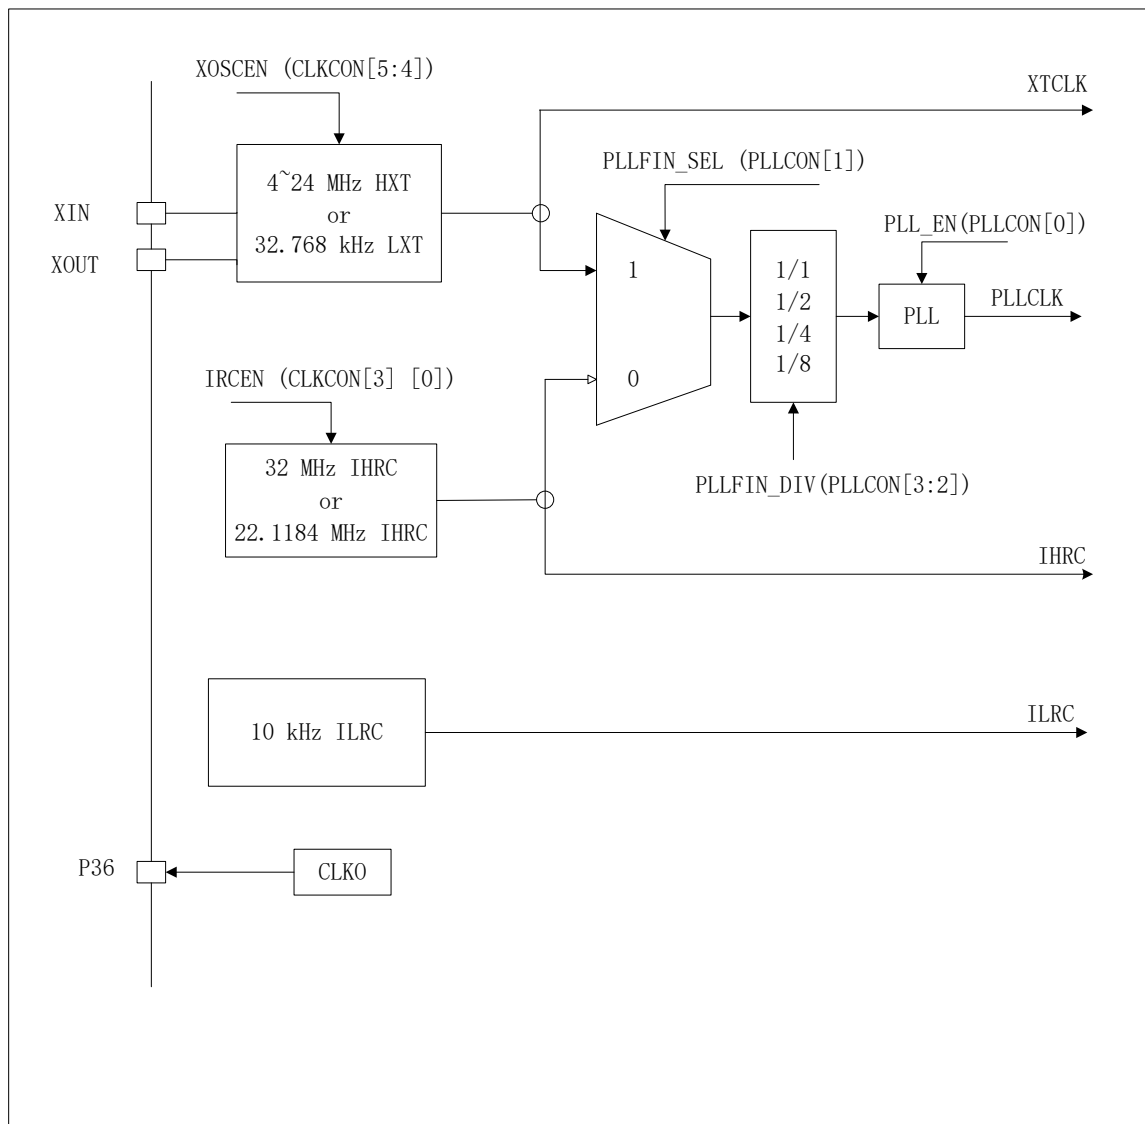 XOSCEN (CLKCON[5:4])
XTCLK
4~24 MHz HXT
or
32.768 kHz LXT
XIN
XOUT
PLLFIN_SEL (PLLCON[1])
PLL_EN(PLLCON[0])
1
0
1/1
1/2
1/4
1/8
PLL
PLLCLK
IRCEN (CLKCON[3] [0])
32 MHz IHRC
or
22.1184 MHz IHRC
PLLFIN_DIV(PLLCON[3:2])
IHRC
10 kHz ILRC
ILRC
P36
CLKO